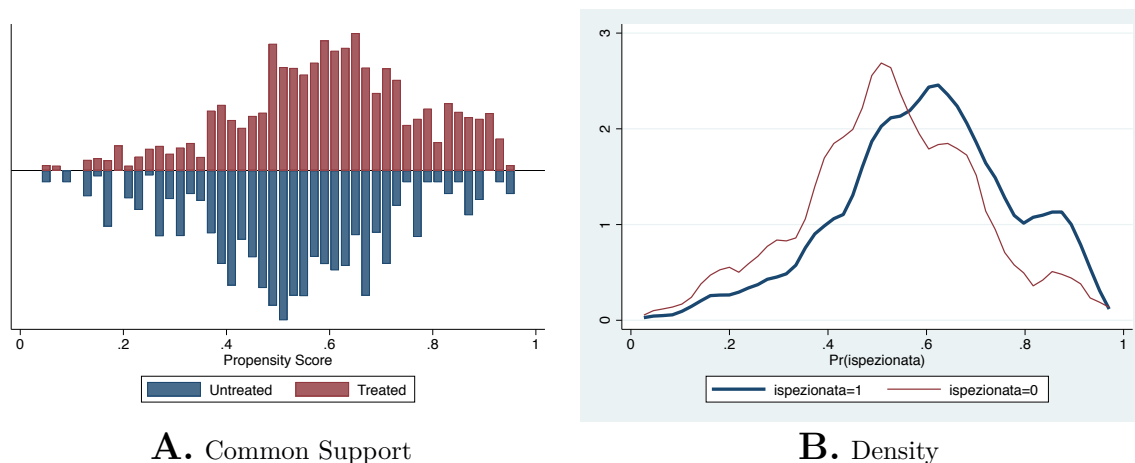 0 .2 .4 .6 .8 1
Propensity Score
Untreated Treated
A. Common Support
3
2
1
0
0 .2 .4 .6 .8 1
Pr(ispezionata)
ispezionata=1 ispezionata=0
B. Density